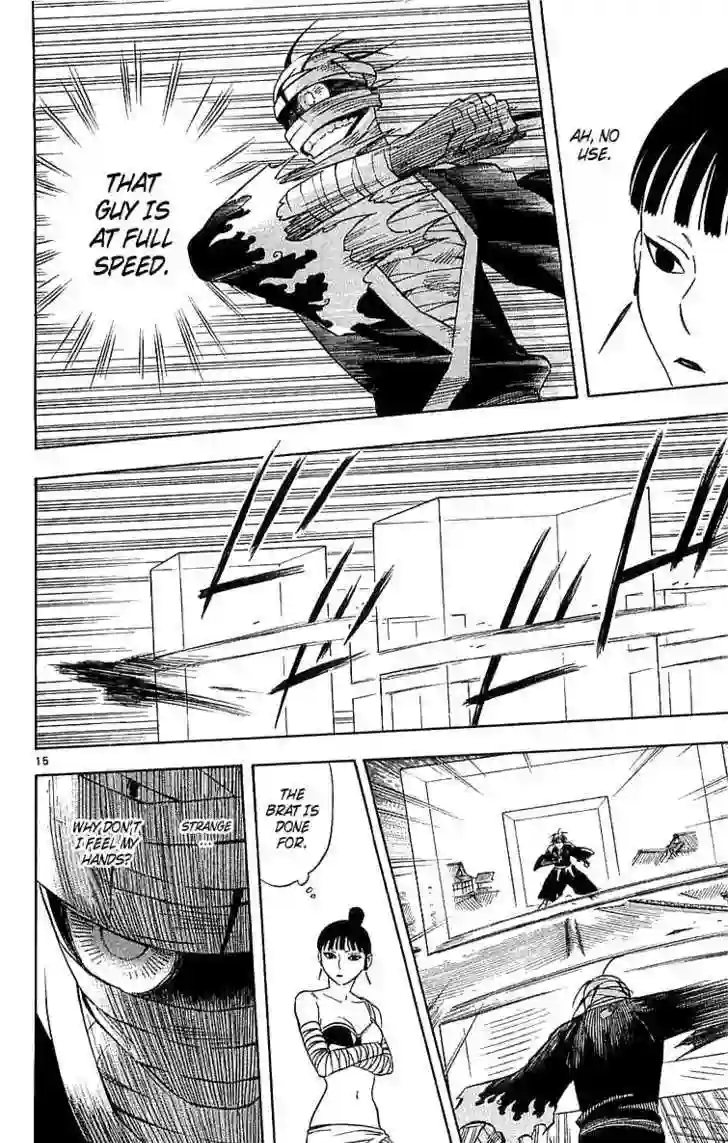 AH, NO
USE.
THAT
GUY IS
AT FULL
SPEED.
15
THE
BRAT IS
DONE
FOR.
STRANGE
...
WHY DON'T
I FEEL MY
HANDS?